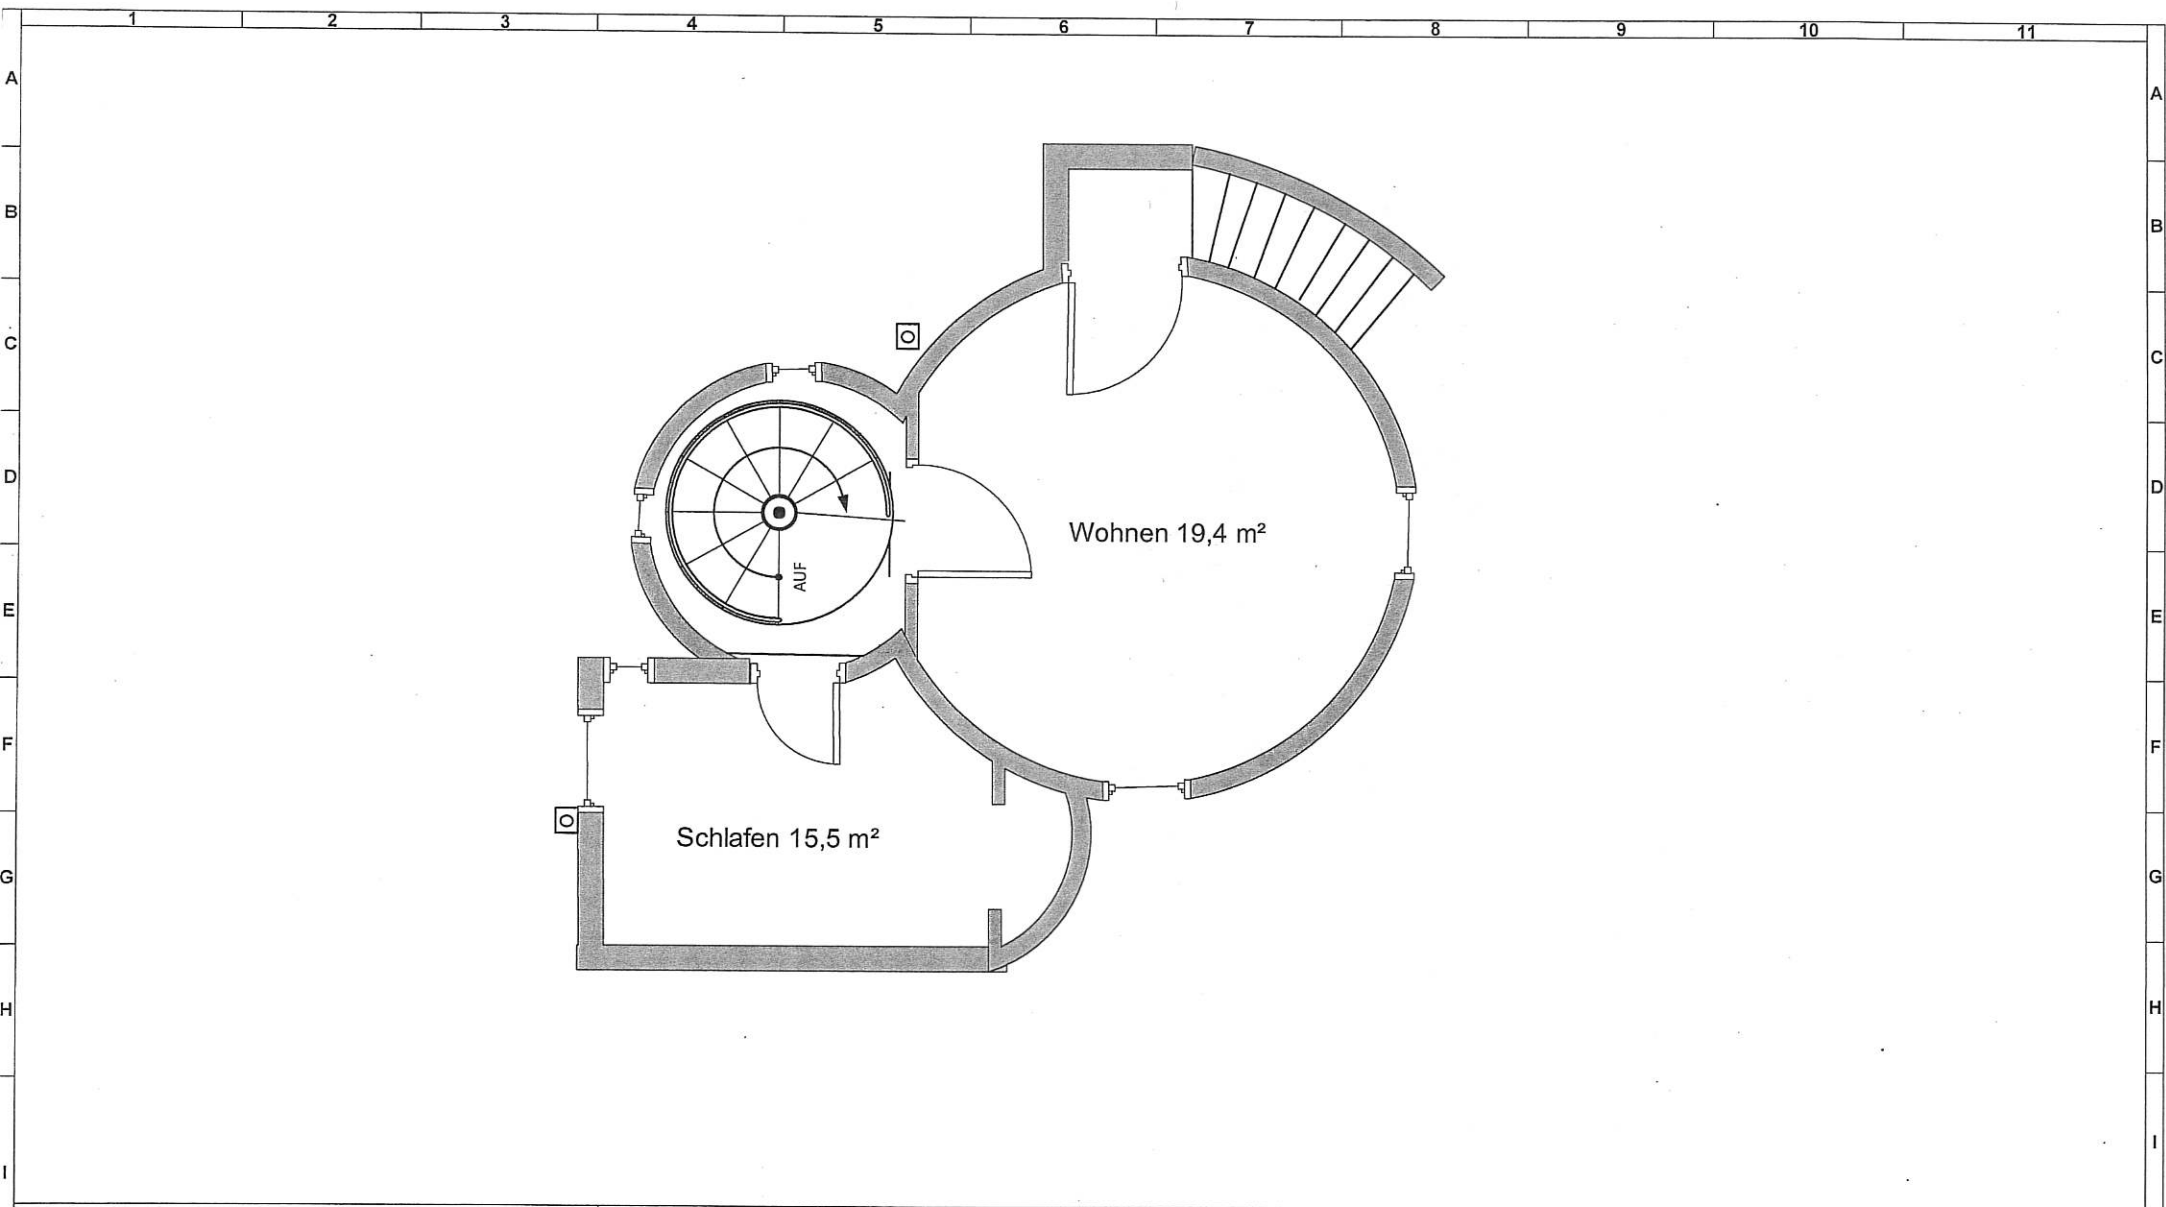 1 2 3 4 5 6 7 8 9 10 11
A A
B B
C C
D D
Wohnen 19,4 m²
AUF
E E
F F
Schlafen 15,5 m²
G G
H H
I I